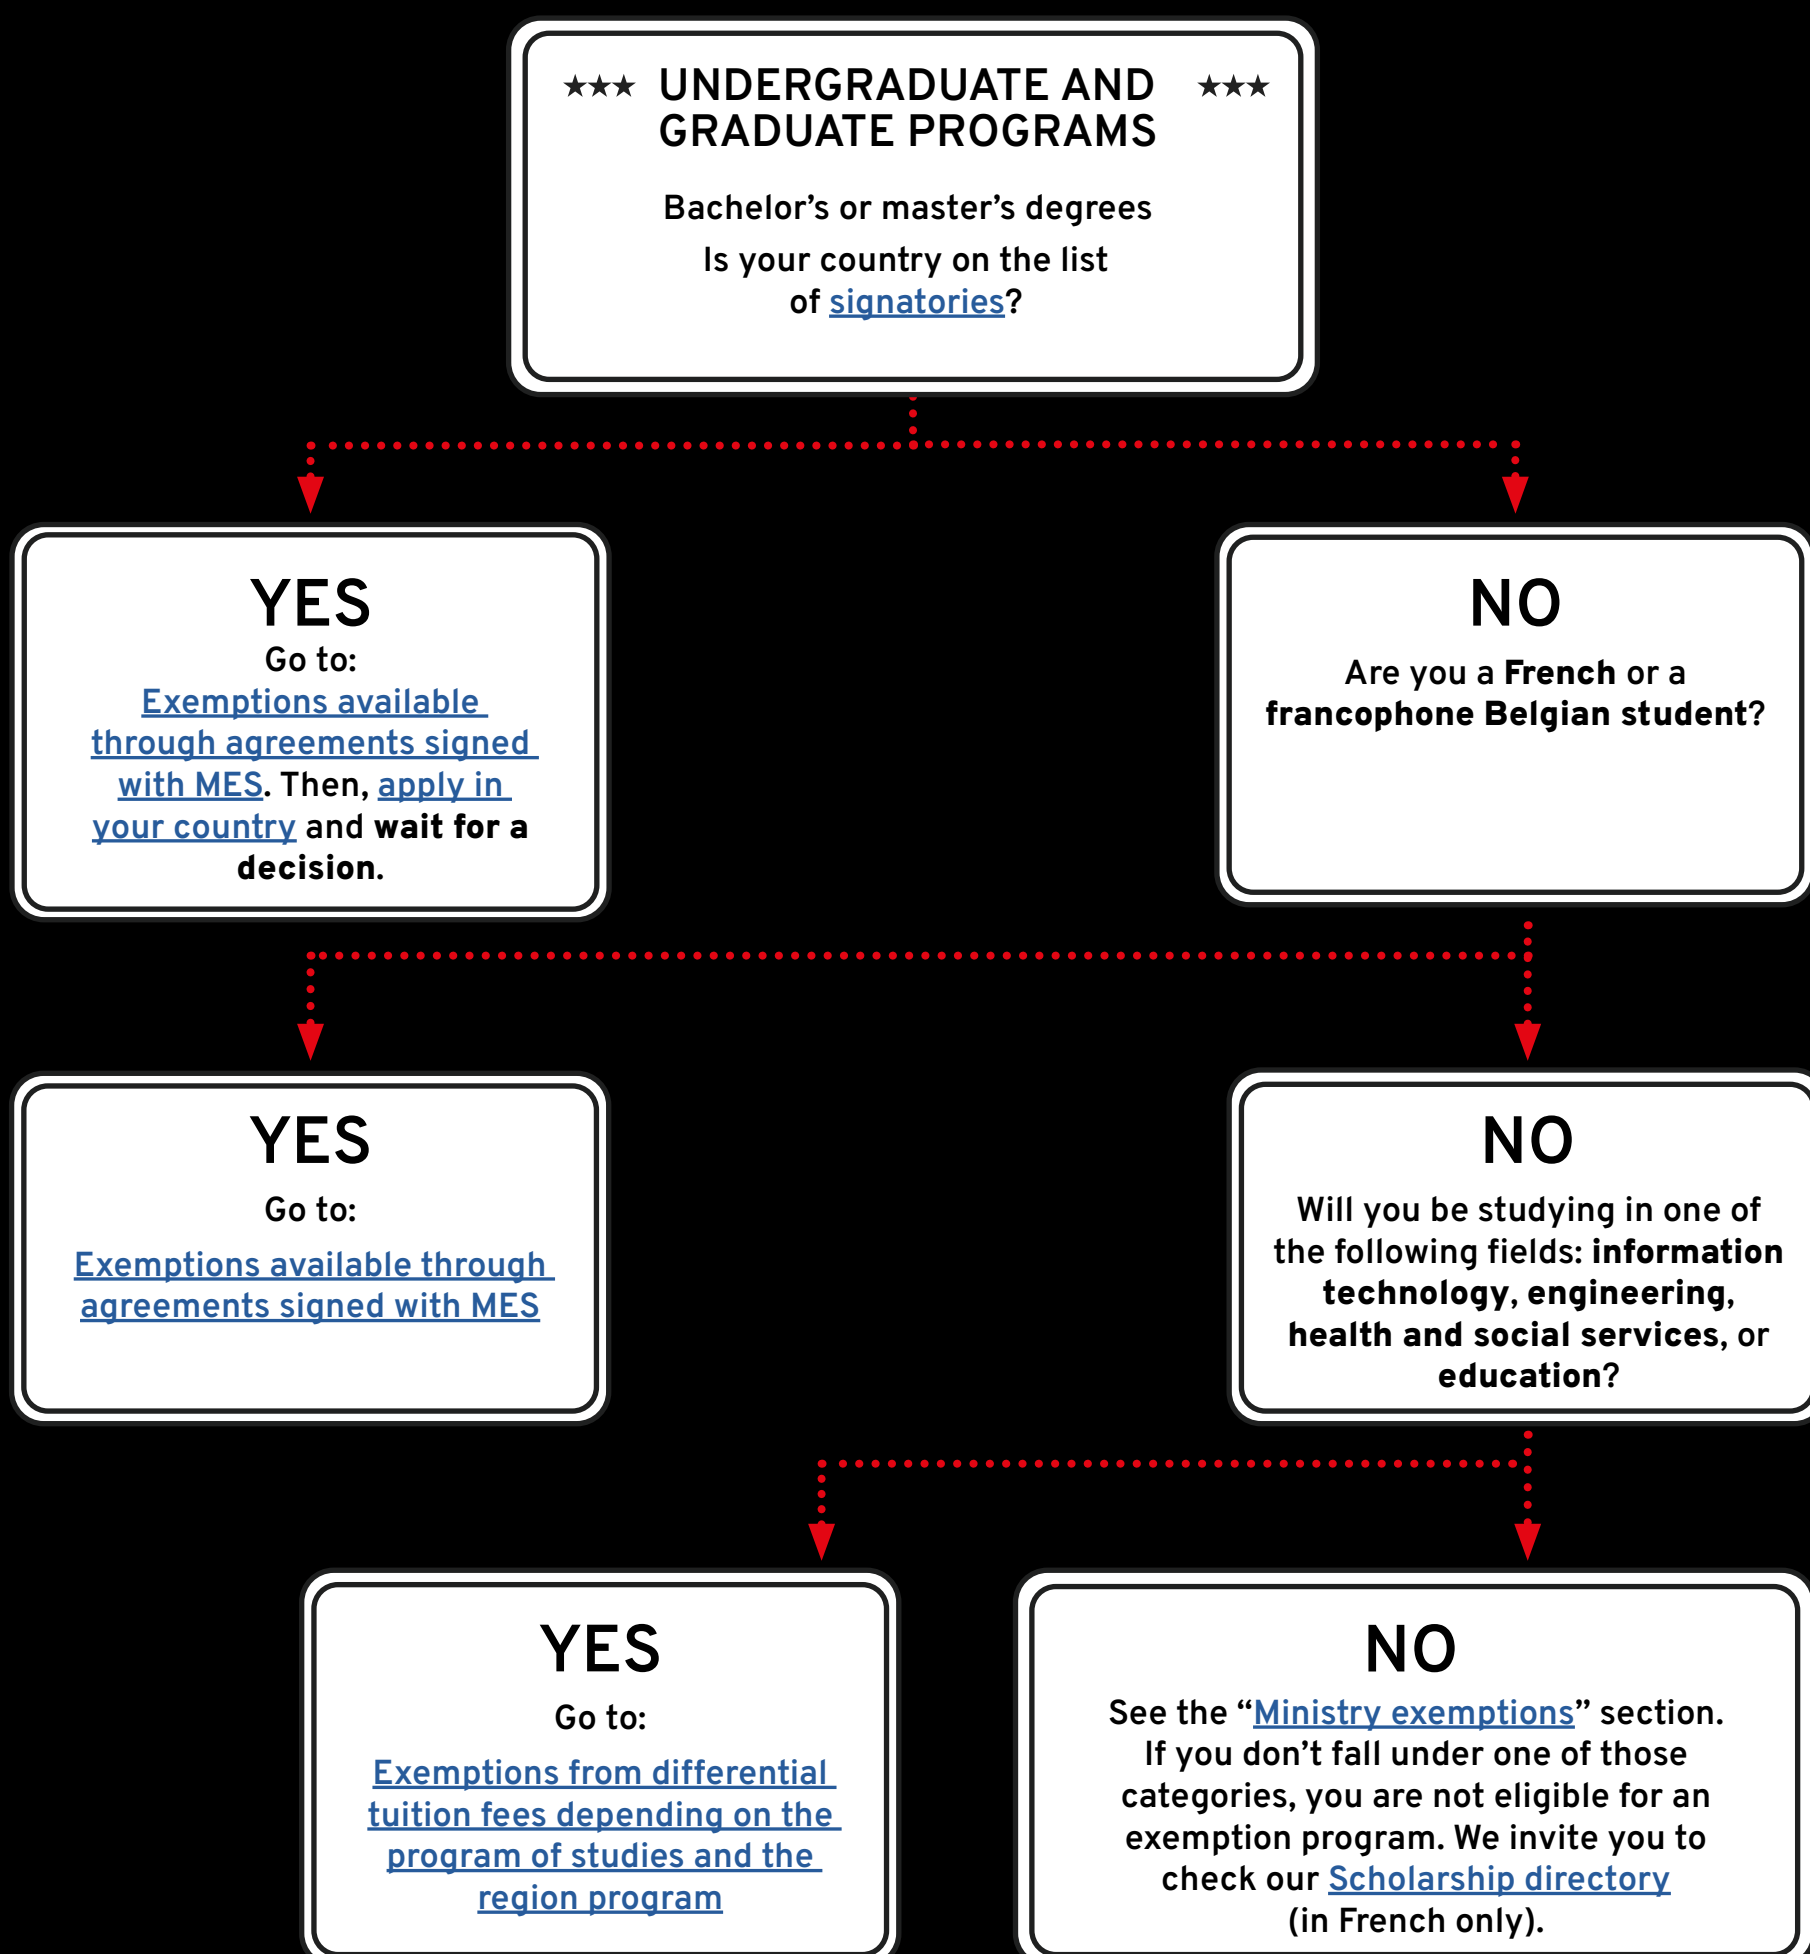 ★★★ UNDERGRADUATE AND ★★★
GRADUATE PROGRAMS
Bachelor’s or master’s degrees
Is your country on the list
of signatories?
YES
Go to:
Exemptions available
through agreements signed
with MES. Then, apply in
your country and wait for a
decision.
NO
Are you a French or a
francophone Belgian student?
YES
Go to:
Exemptions available through
agreements signed with MES
NO
Will you be studying in one of
the following fields: information
technology, engineering,
health and social services, or
education?
YES
Go to:
Exemptions from differential
tuition fees depending on the
program of studies and the
region program
NO
See the “Ministry exemptions” section.
If you don’t fall under one of those
categories, you are not eligible for an
exemption program. We invite you to
check our Scholarship directory
(in French only).